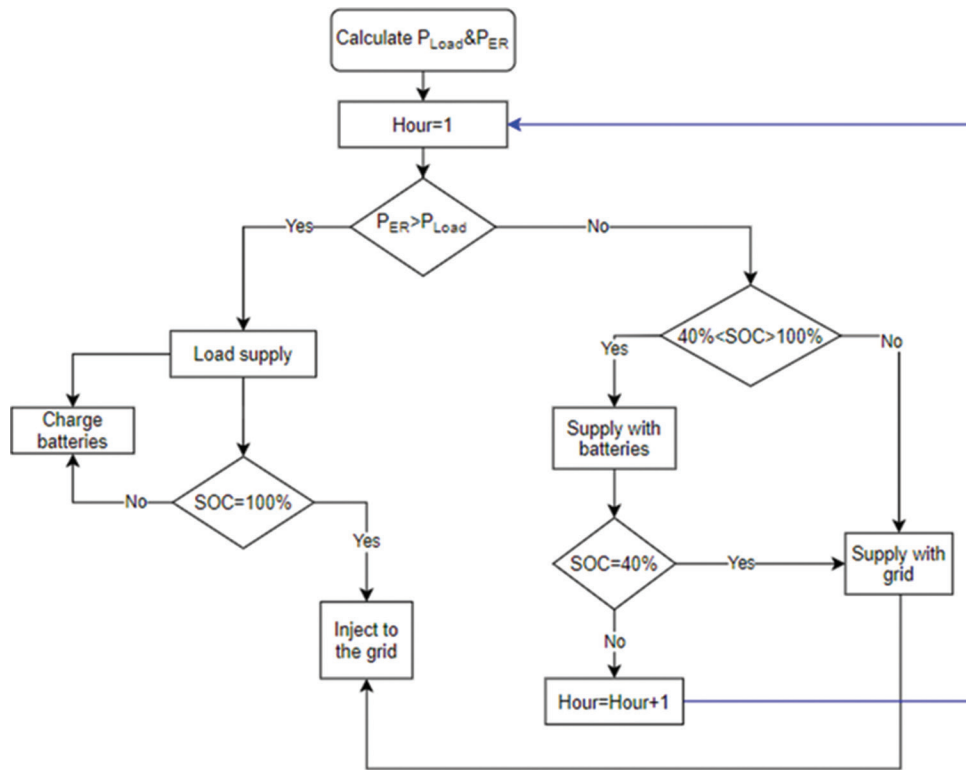 Calculate P_Load&P_ER
Hour=1
P_ER>P_Load
Yes
No
Load supply
40%<SOC>100%
Yes
No
Charge
batteries
Supply with
batteries
SOC=100%
No
Yes
SOC=40%
Yes
Supply with
grid
Inject to
the grid
No
Hour=Hour+1